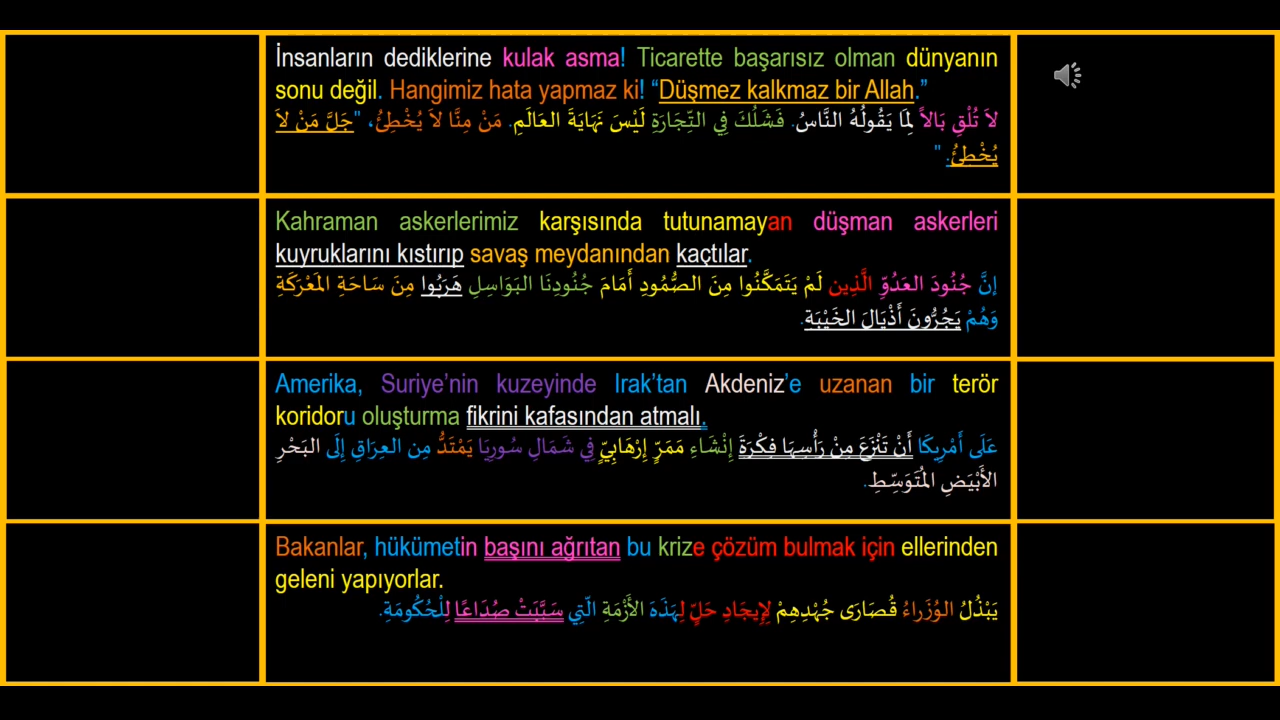 İnsanların dediklerine kulak asma! Ticarette başarısız olman dünyanın
sonu değil. Hangimiz hata yapmaz ki! “Düşmez kalkmaz bir Allah.”
لاَ تُلْقِ بَالاً لِمَا يَقُولُهُ النَّاسُ. فَشَلُكَ فِي التِّجَارَةِ لَيْسَ نَهَايَةَ العَالَمِ. مَنْ مِنَّا لاَ يُخْطِئُ، "جَلَّ مَنْ لاَ
يُخْطِئُ. "
Kahraman askerlerimiz karşısında tutunamayan düşman askerleri
kuyruklarını kıstırıp savaş meydanından kaçtılar.
إنَّ جُنُودَ العَدُوِّ الَّذِين لَمْ يَتَمَكَّنُوا مِنَ الصُّمُودِ أَمَامَ جُنُودِنَا البَوَاسِلِ هَرَبُوا مِنَ سَاحَةِ المَعْرَكَةِ
وَهُمْ يَجُرُّونَ أَذْيَالَ الخَيْبَةِ.
Amerika, Suriye’nin kuzeyinde Irak’tan Akdeniz’e uzanan bir terör
koridoru oluşturma fikrini kafasından atmalı.
عَلَى أَمْرِيكَا أَنْ تَنْزَعَ مِنْ رَأْسِهَا فِكْرَةَ إِنْشَاءِ مَمَرٍّ إِرْهَابِيٍّ فِي شَمَالِ سُورِيَا يَمْتَدُّ مِن العِرَاقِ إِلَى البَحْرِ
الأَبْيَضِ المُتَوَسِّطِ.
Bakanlar, hükümetin başını ağrıtan bu krize çözüm bulmak için ellerinden
geleni yapıyorlar.
يَبْذُلُ الوُزَراءُ قُصَارَى جُهْدِهِمْ لِإِيجَادِ حَلٍّ لِهَذَهَ الأَزْمَةِ الّتِي سَبَّبَتْ صُدَاعًا لِلْحُكُومَةِ.